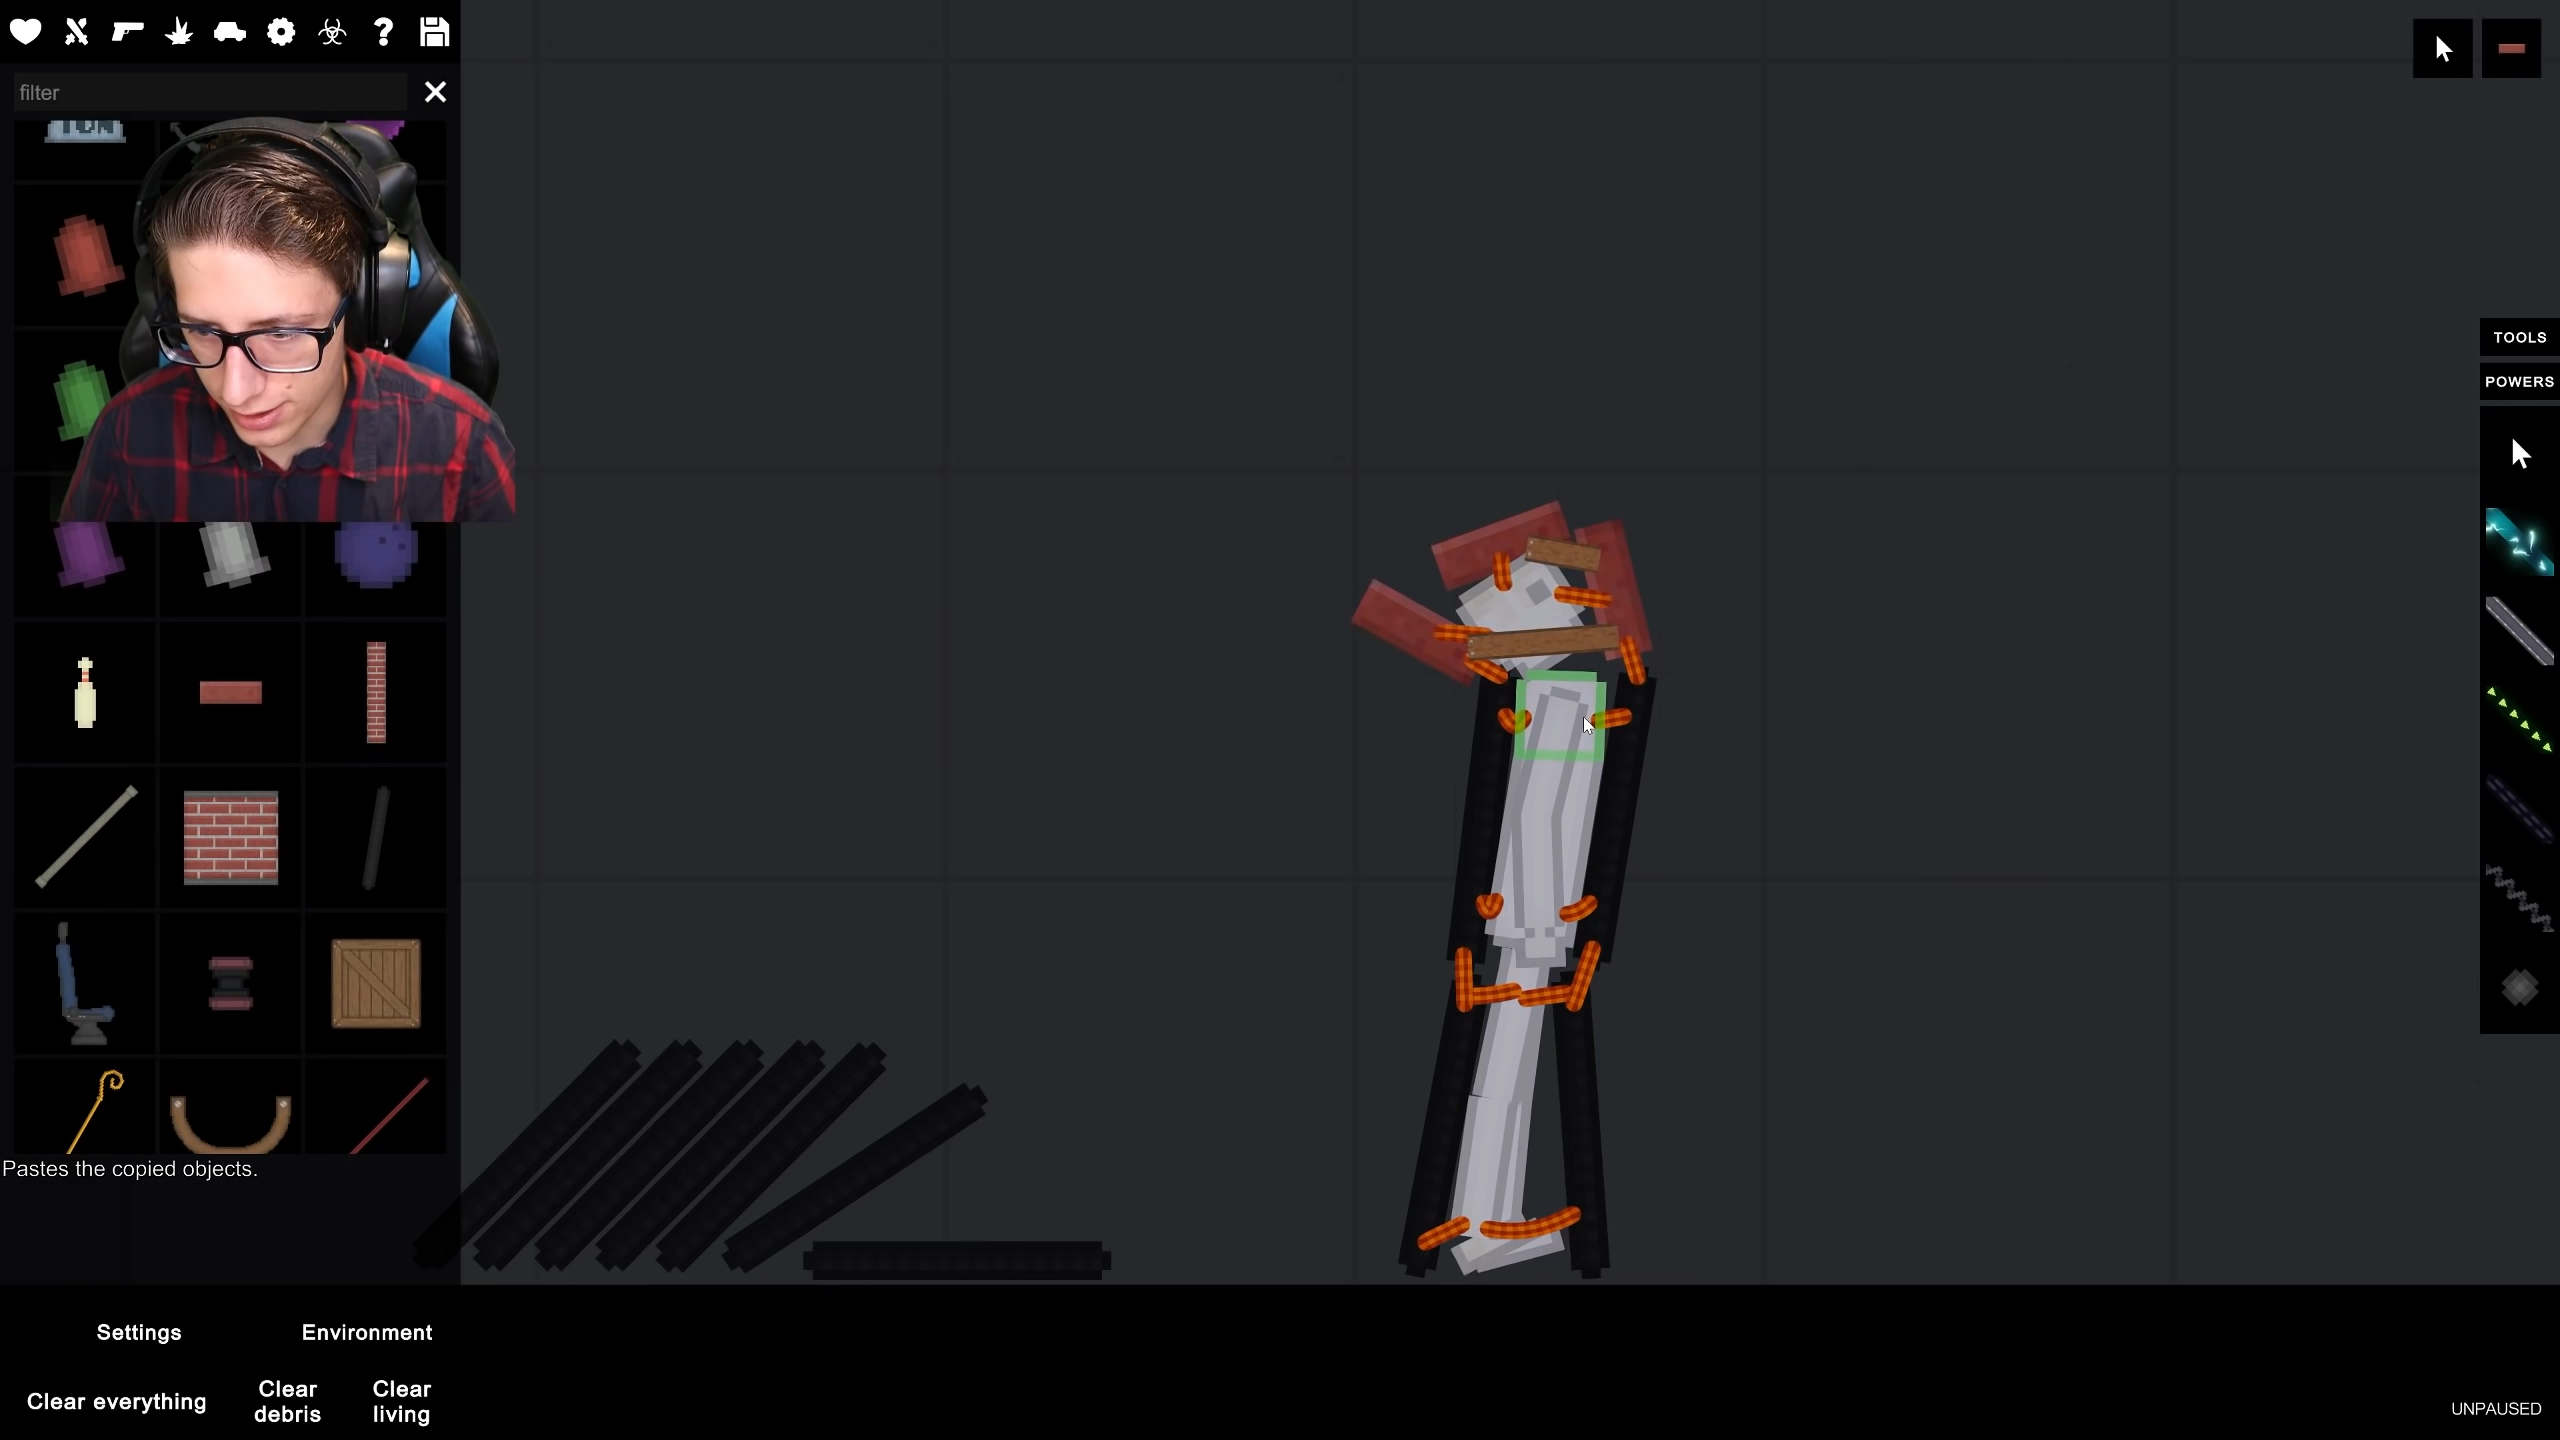 filter
TOOLS
POWERS
Pastes the copied objects.
Settings
Environment
Clear everything
Clear
debris
Clear
living
UNPAUSED